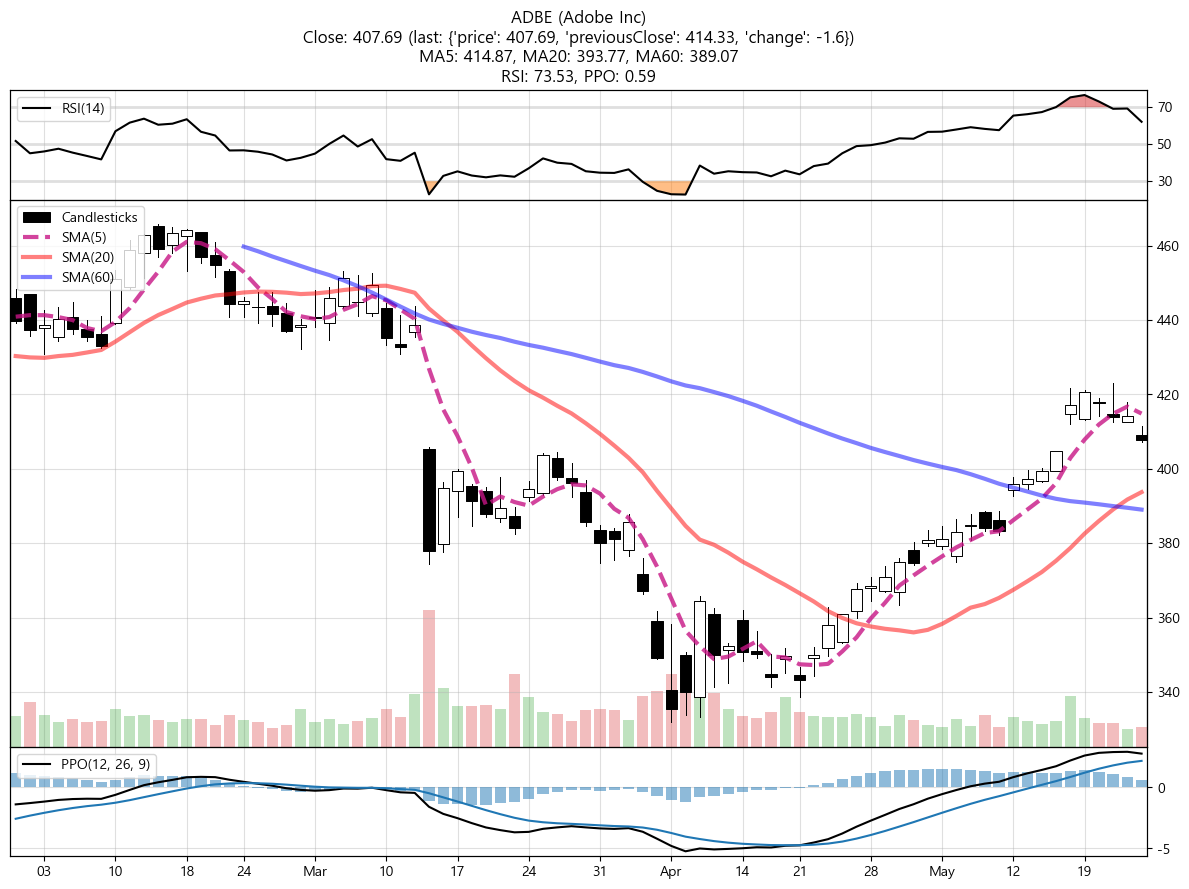 ADBE (Adobe Inc)
Close: 407.69 (last: {'price': 407.69, 'previousClose': 414.33, 'change': -1.6})
MA5: 414.87, MA20: 393.77, MA60: 389.07
RSI: 73.53, PPO: 0.59
RSI(14)
70
50
30
Candlesticks
SMA(5)
SMA(20)
SMA(60)
460
440
420
400
380
360
340
PPO(12, 26, 9)
0
-5
03 10 18 24 Mar 10 17 24 31 Apr 14 21 28 May 12 19